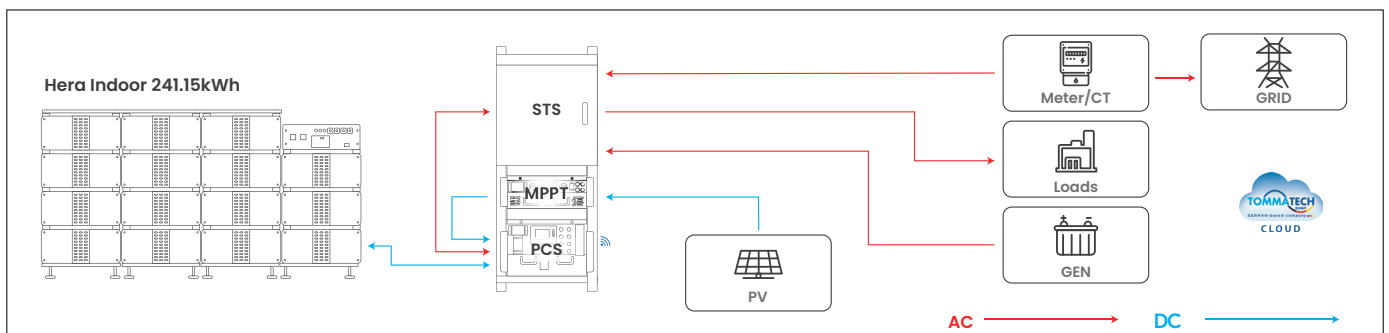 Hera Indoor 241.15kWh
STS
MPPT
PCS
PV
Meter/CT
GRID
Loads
GEN
TOMMATECH
GERMAN-based company
CLOUD
AC
DC